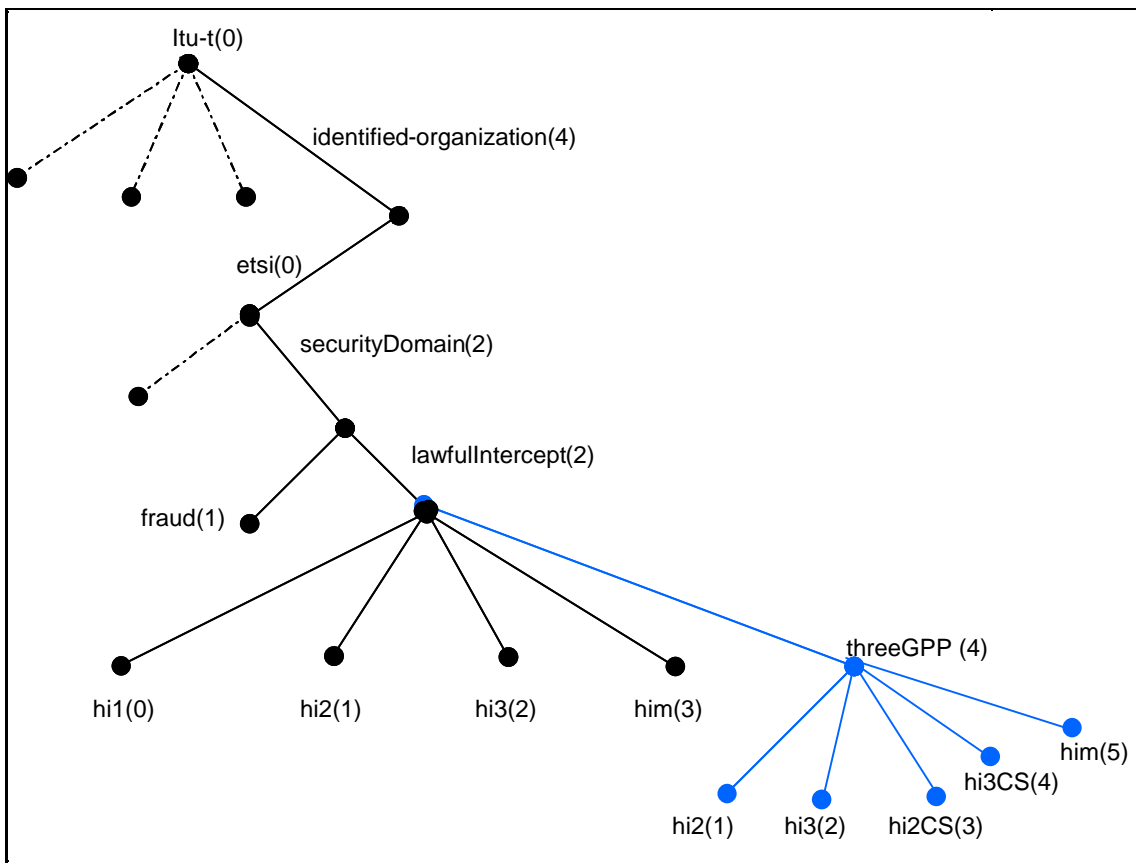 Itu-t(0)
identified-organization(4)
etsi(0)
securityDomain(2)
lawfulIntercept(2)
fraud(1)
threeGPP (4)
hi1(0)
hi2(1)
hi3(2)
him(3)
him(5)
hi3CS(4)
hi2(1)
hi3(2)
hi2CS(3)